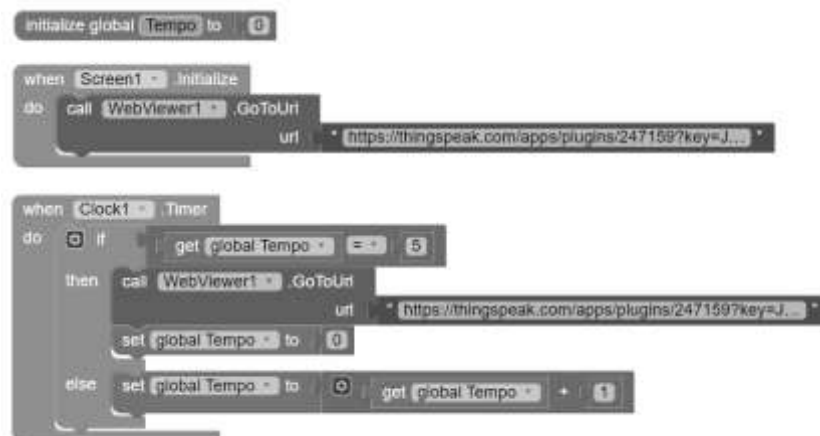 initialize global Tempo to 0
when Screen1 .Initialize
do call WebViewer1 .GoToUrl
url " https://thingspeak.com/apps/plugins/247159?key=J... "
when Clock1 .Timer
do if get global Tempo = 5
then call WebViewer1 .GoToUrl
url " https://thingspeak.com/apps/plugins/247159?key=J... "
set global Tempo to 0
else set global Tempo to get global Tempo + 1